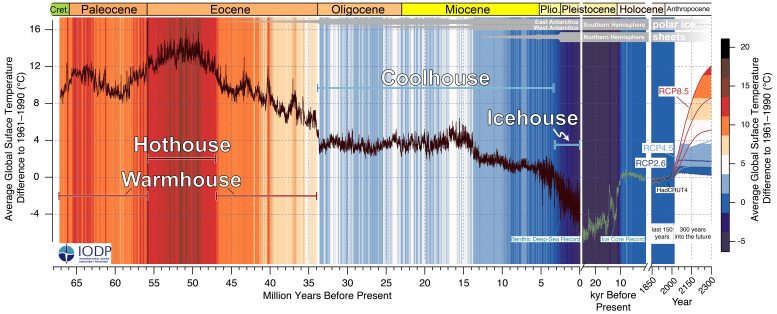 Cret. Paleocene Eocene Oligocene Miocene Plio. Pleistocene Holocene Anthropocene
East Antarctica
West Antarctica
Southern Hemisphere polar ice
Northern Hemisphere sheets
Average Global Surface Temperature
Difference to 1961–1990 (°C)
16
12
8
4
0
-4
Coolhouse
Icehouse
Hothouse
Warmhouse
RCP8.5
RCP4.5
RCP2.6
HadCRUT4
last 150 years
300 years into the future
Benthic Deep-Sea Record
Ice Core Record
IODP
INTERNATIONAL OCEAN
DISCOVERY PROGRAM
65 60 55 50 45 40 35 30 25 20 15 10 5 0
20 10
1850 2000 2150 2300
Million Years Before Present
kyr Before
Present
Year
20
15
10
5
0
-5
Average Global Surface Temperature
Difference to 1961–1990 (°C)